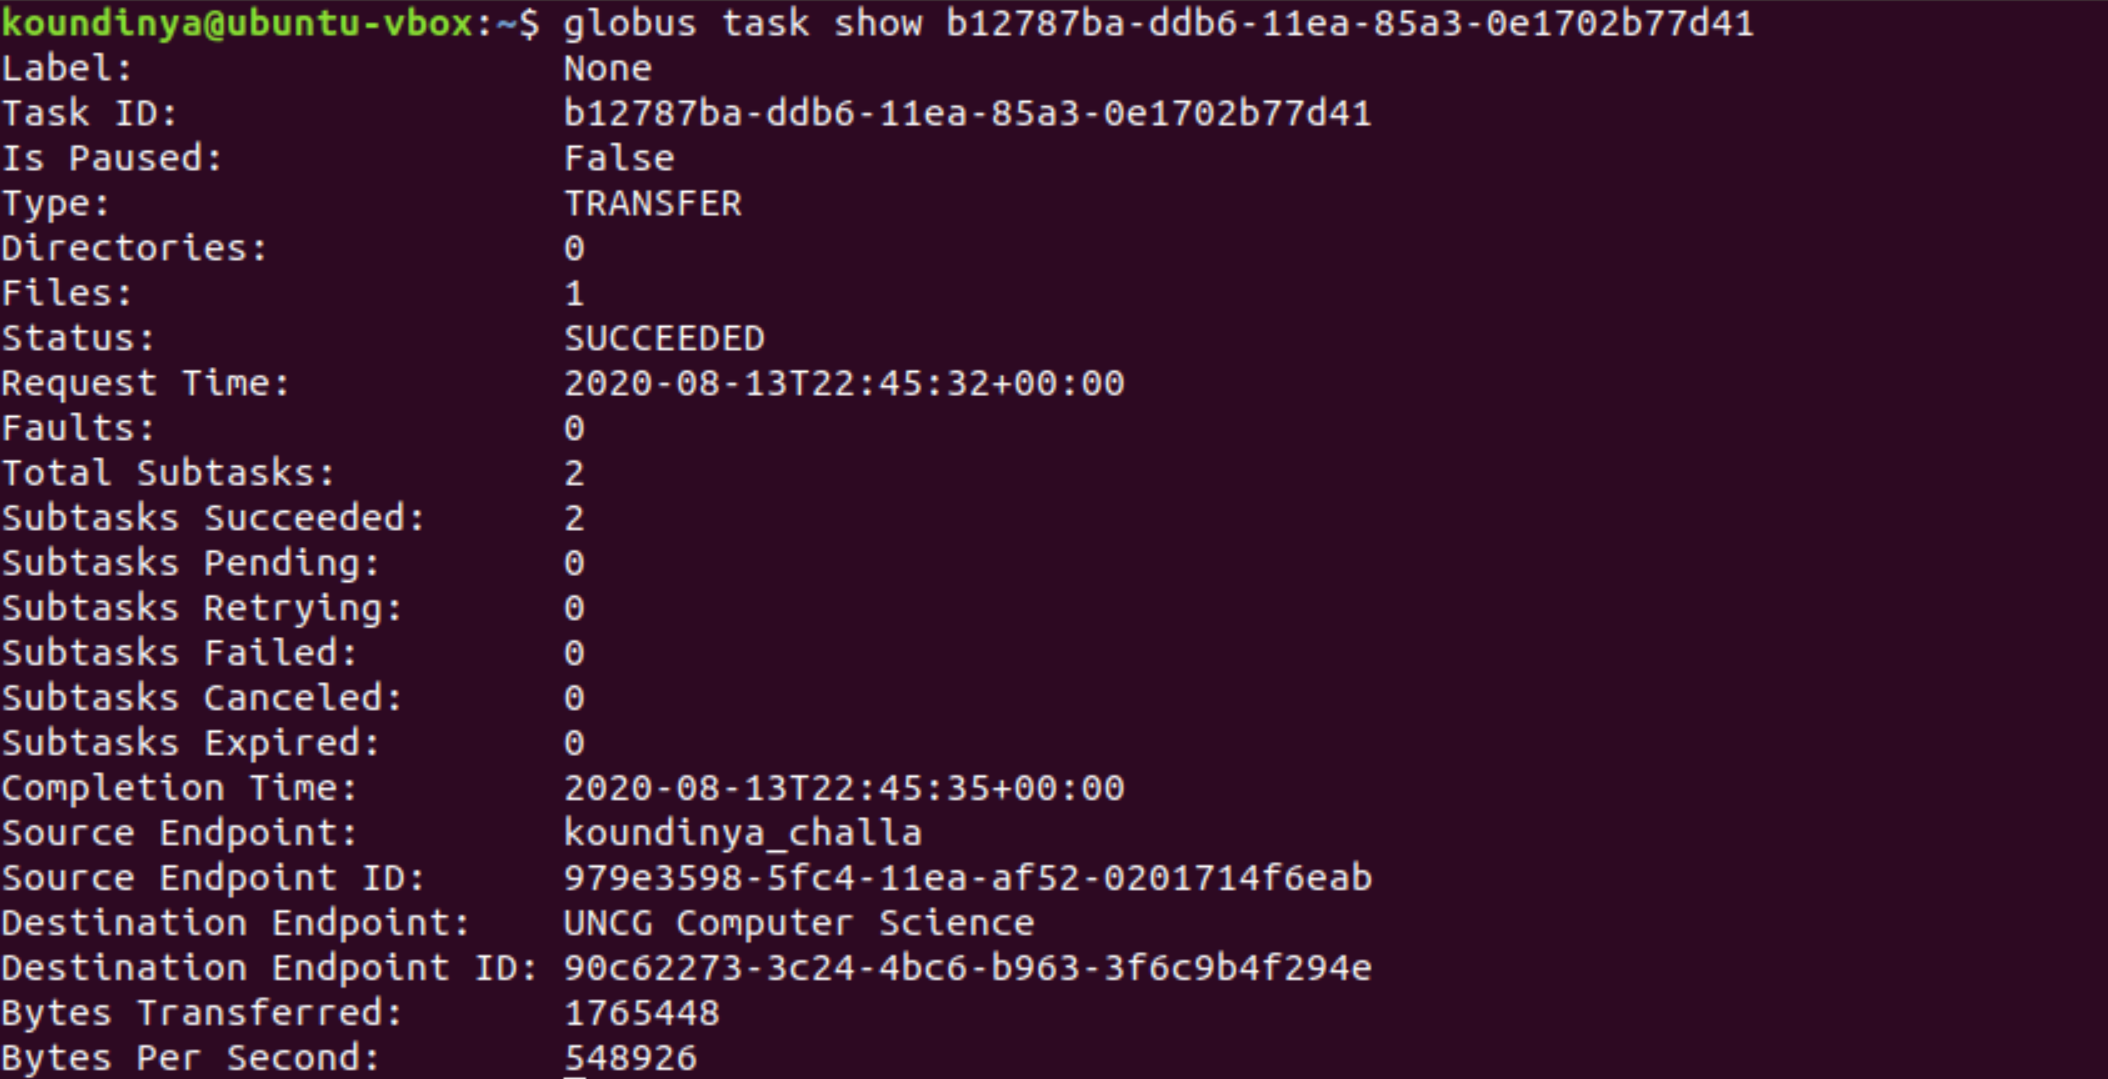 koundinya@ubuntu-vbox:~$ globus task show b12787ba-ddb6-11ea-85a3-0e1702b77d41
Label: None
Task ID: b12787ba-ddb6-11ea-85a3-0e1702b77d41
Is Paused: False
Type: TRANSFER
Directories: 0
Files: 1
Status: SUCCEEDED
Request Time: 2020-08-13T22:45:32+00:00
Faults: 0
Total Subtasks: 2
Subtasks Succeeded: 2
Subtasks Pending: 0
Subtasks Retrying: 0
Subtasks Failed: 0
Subtasks Canceled: 0
Subtasks Expired: 0
Completion Time: 2020-08-13T22:45:35+00:00
Source Endpoint: koundinya_challa
Source Endpoint ID: 979e3598-5fc4-11ea-af52-0201714f6eab
Destination Endpoint: UNCG Computer Science
Destination Endpoint ID: 90c62273-3c24-4bc6-b963-3f6c9b4f294e
Bytes Transferred: 1765448
Bytes Per Second: 548926